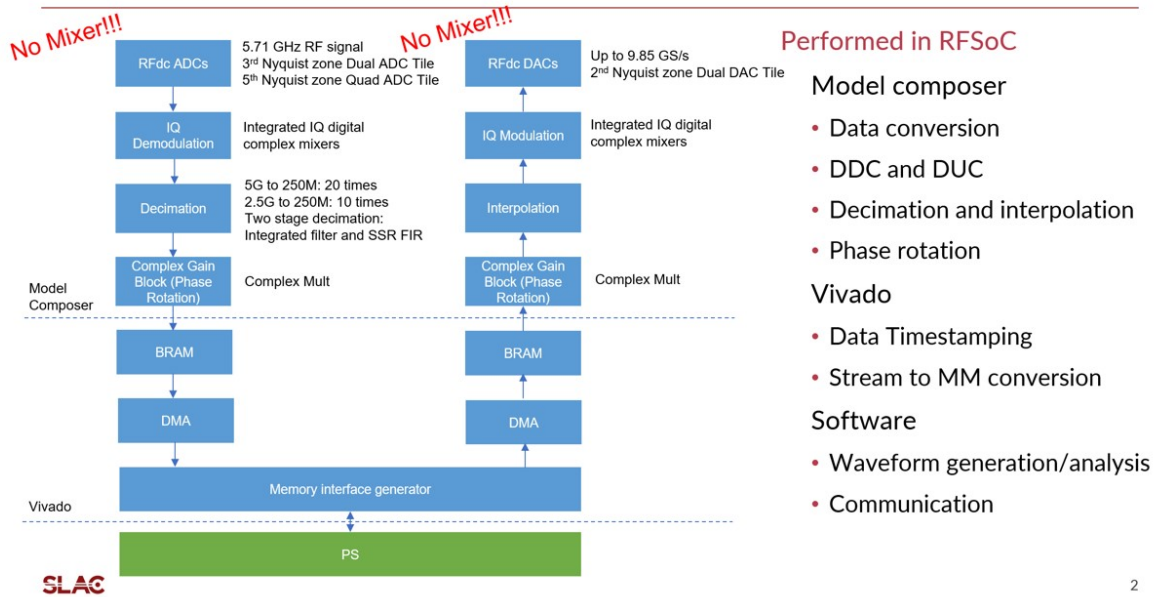 No Mixer!!!
RFdc ADCs
5.71 GHz RF signal
3rd Nyquist zone Dual ADC Tile
5th Nyquist zone Quad ADC Tile
No Mixer!!!
RFdc DACs
Up to 9.85 GS/s
2nd Nyquist zone Dual DAC Tile
IQ
Demodulation
Integrated IQ digital
complex mixers
IQ Modulation
Integrated IQ digital
complex mixers
Decimation
5G to 250M: 20 times
2.5G to 250M: 10 times
Two stage decimation:
Integrated filter and SSR FIR
Interpolation
Complex Gain
Block (Phase
Rotation)
Complex Mult
Complex Gain
Block (Phase
Rotation)
Complex Mult
Model
Composer
BRAM
BRAM
DMA
DMA
Memory interface generator
Vivado
PS
Performed in RFSoC
Model composer
• Data conversion
• DDC and DUC
• Decimation and interpolation
• Phase rotation
Vivado
• Data Timestamping
• Stream to MM conversion
Software
• Waveform generation/analysis
• Communication
SLAC
2